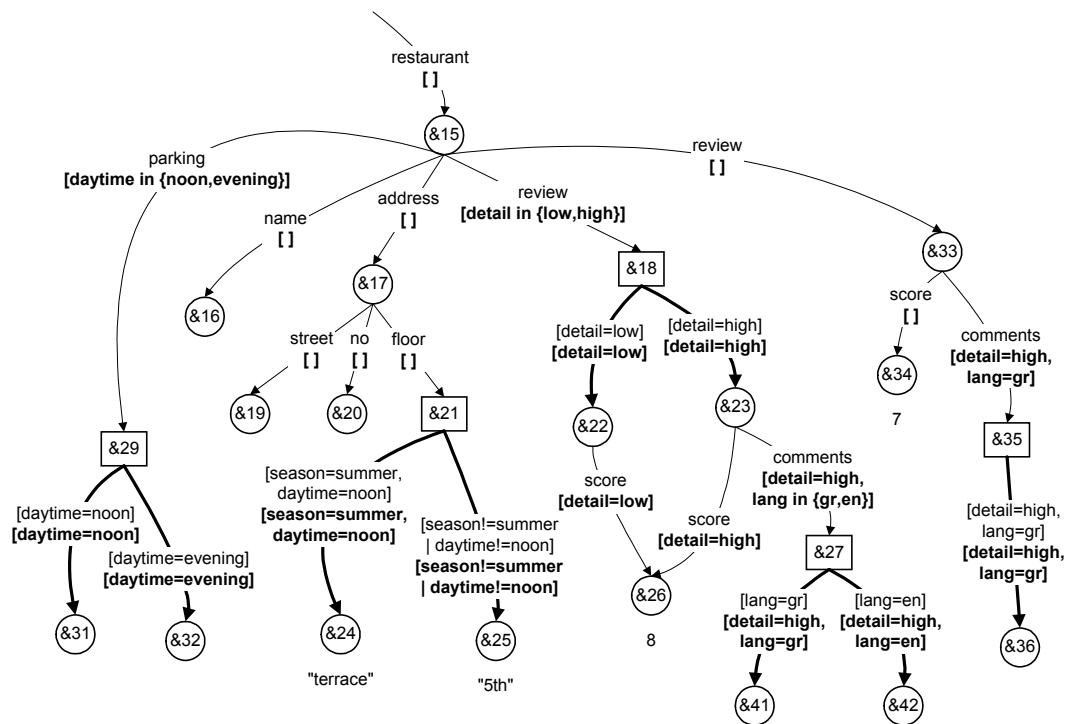 restaurant
[ ]
&15
parking
[daytime in {noon,evening}]
name
[ ]
address
[ ]
review
[detail in {low,high}]
review
[ ]
&16
&17
&18
&33
street
[ ]
no
[ ]
floor
[ ]
[detail=low]
[detail=low]
[detail=high]
[detail=high]
score
[ ]
comments
[detail=high,
lang=gr]
&34
7
&19
&20
&21
&22
&23
&35
&29
[season=summer,
daytime=noon]
[season=summer,
daytime=noon]
[season!=summer
| daytime!=noon]
[season!=summer
| daytime!=noon]
score
[detail=low]
score
[detail=high]
comments
[detail=high,
lang in {gr,en}]
[detail=high,
lang=gr]
[detail=high,
lang=gr]
[daytime=noon]
[daytime=noon]
[daytime=evening]
[daytime=evening]
&27
&26
8
[lang=gr]
[detail=high,
lang=gr]
[lang=en]
[detail=high,
lang=en]
&31
&32
&24
"terrace"
&25
"5th"
&36
&41
&42